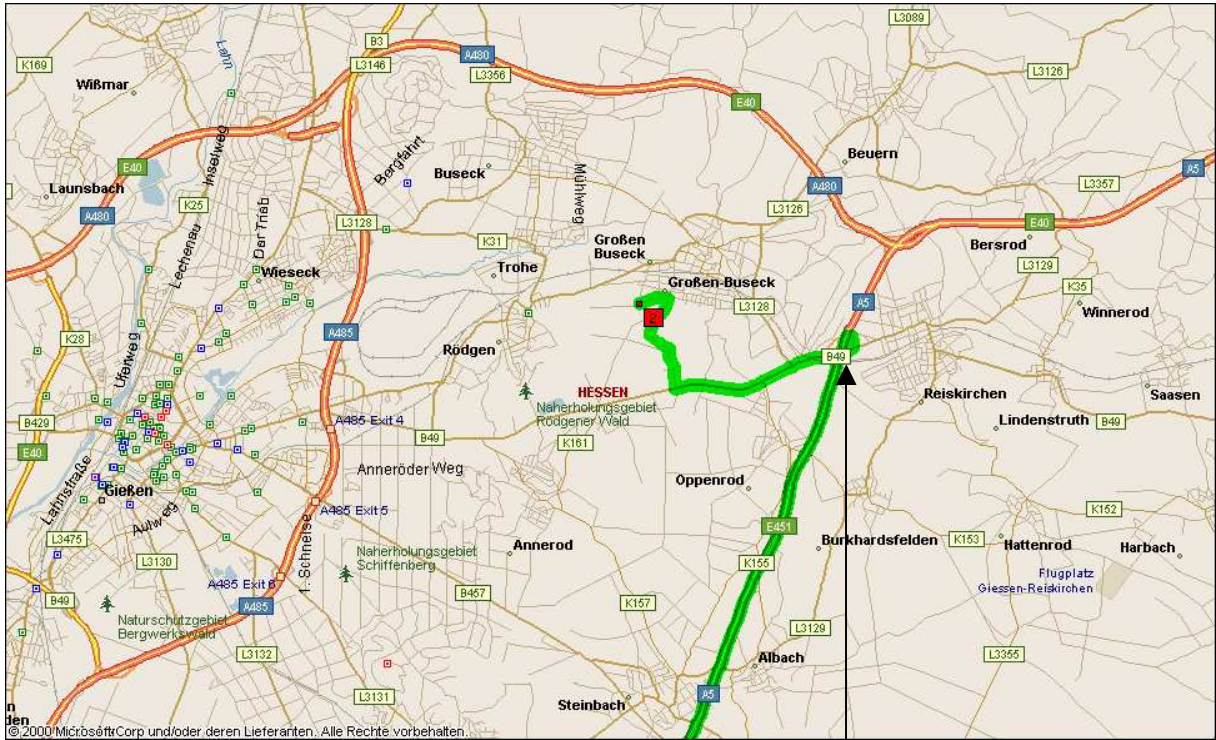 L3089
B3
Lahn
A480
K169
L3146
L3356
L3126
Wißmar
E40
Inselweg
Bergfahrt
Beuern
E40
Buseck
Mühlweg
A5
Launsbach
A480
L3357
K25
A480
L3128
L3126
E40
Lechenau
Dar Triab
K31
Großen
Buseck
Bersrod
L3129
Wieseck
Trohe
Großen-Buseck
K35
A5
L3128
Winnerod
2
A485
K28
Uferweg
Rödgen
B49
HESSEN
Reiskirchen
Saasen
Naherholungsgebiet
Rödgener Wald
B429
A485 Exit 4
B49
K161
Lindenstruth
B49
E40
Anneröder Weg
Lahnstraße
Gießen
Oppenrod
A485 Exit 5
K152
Aulweg
1. Schneise
E451
L3475
Annerod
Burkhardsfelden
K153
Hattenrod
Harbach
Naherholungsgebiet
Schiffenberg
L3130
K155
Flugplatz
Giessen-Reiskirchen
A485 Exit 6
B457
B49
A485
K157
Naturschutzgebiet
Bergwerkswald
L3129
L3132
L3355
Albach
L3131
A5
Steinbach
den
© 2000 Microsoft Corp und/oder deren Lieferanten. Alle Rechte vorbehalten.